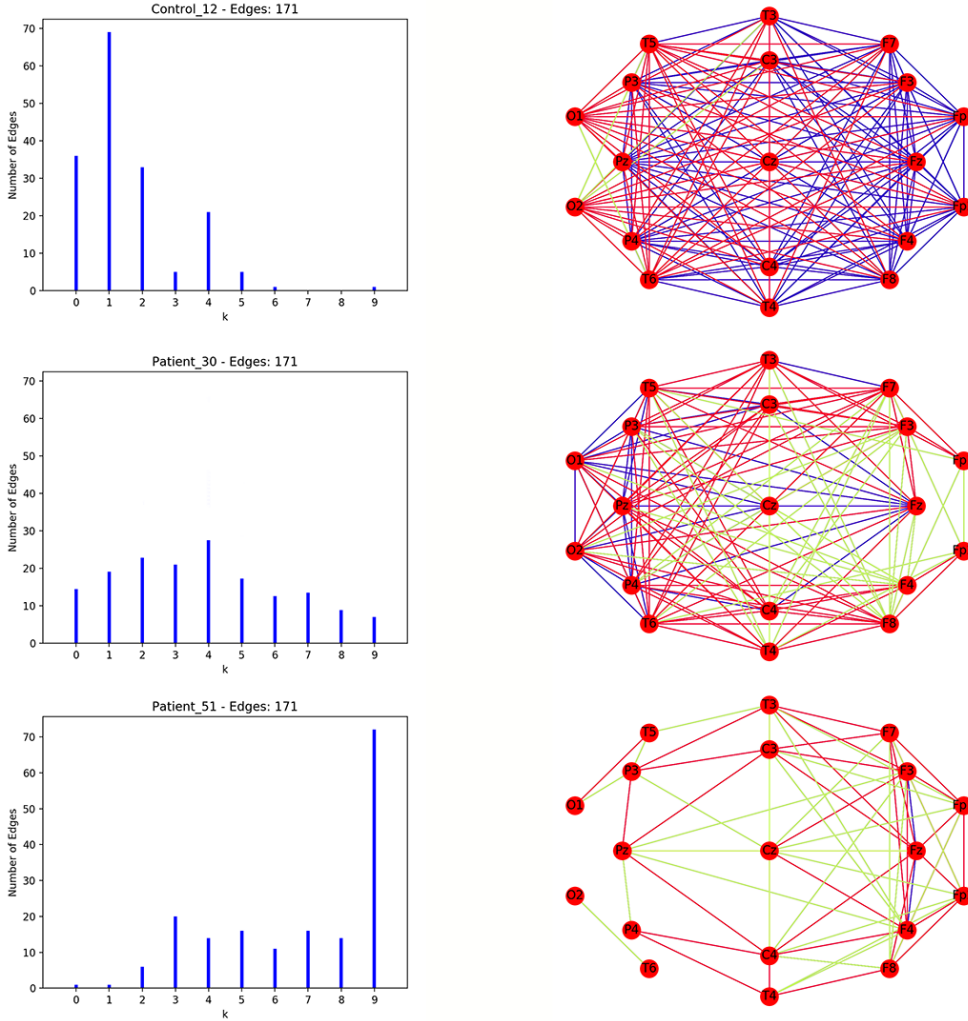 Control_12 - Edges: 171
70
60
50
40
30
20
10
0
Number of Edges
0 1 2 3 4 5 6 7 8 9
k
T3
T5 F7
C3
P3 F3
O1 Fp
Pz Cz Fz
O2 Fp
P4 F4
C4
T6 F8
T4
Patient_30 - Edges: 171
70
60
50
40
30
20
10
0
Number of Edges
0 1 2 3 4 5 6 7 8 9
k
T3
T5 F7
C3
P3 F3
O1 Fp
Pz Cz Fz
O2 Fp
P4 F4
C4
T6 F8
T4
Patient_51 - Edges: 171
70
60
50
40
30
20
10
0
Number of Edges
0 1 2 3 4 5 6 7 8 9
k
T3
T5 F7
C3
P3 F3
O1 Fp
Pz Cz Fz
O2 Fp
P4 F4
C4
T6 F8
T4